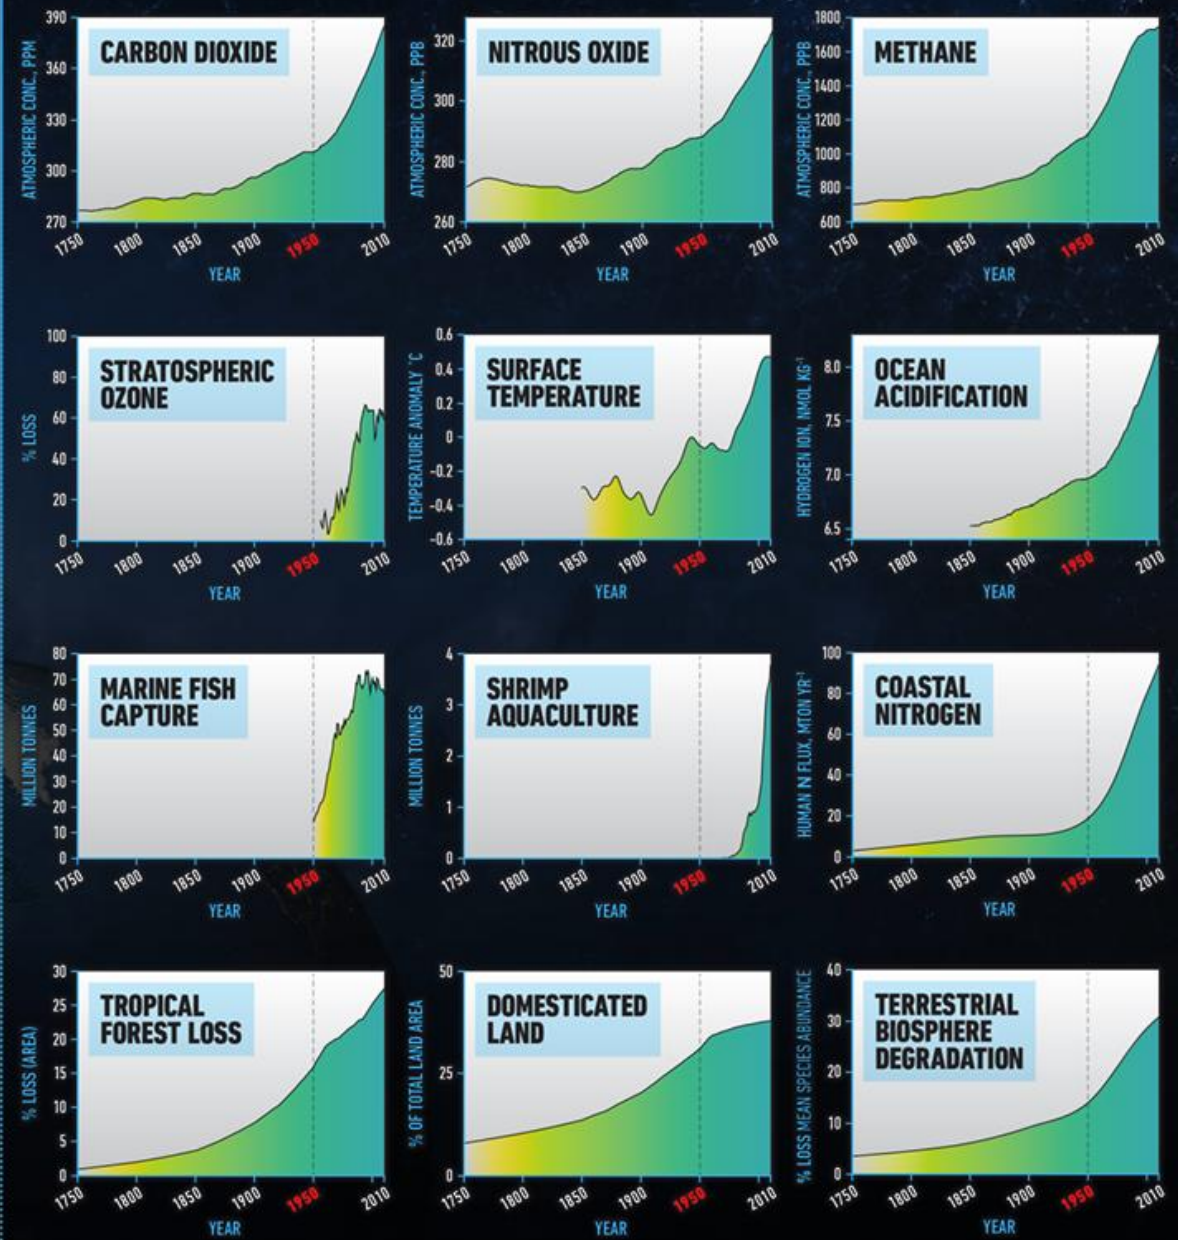 CARBON DIOXIDE
ATMOSPHERIC CONC., PPM
390
360
330
300
270
1750 1800 1850 1900 1950 2010
YEAR
NITROUS OXIDE
ATMOSPHERIC CONC., PPB
320
300
280
260
1750 1800 1850 1900 1950 2010
YEAR
METHANE
ATMOSPHERIC CONC., PPB
1800
1600
1400
1200
1000
800
600
1750 1800 1850 1900 1950 2010
YEAR
STRATOSPHERIC
OZONE
% LOSS
100
80
60
40
20
0
1750 1800 1850 1900 1950 2010
YEAR
SURFACE
TEMPERATURE
TEMPERATURE ANOMALY °C
0.6
0.4
0.2
0
-0.2
-0.4
-0.6
1750 1800 1850 1900 1950 2010
YEAR
OCEAN
ACIDIFICATION
HYDROGEN ION, NMOL KG⁻¹
8.0
7.5
7.0
6.5
1750 1800 1850 1900 1950 2010
YEAR
MARINE FISH
CAPTURE
MILLION TONNES
80
70
60
50
40
30
20
10
0
1750 1800 1850 1900 1950 2010
YEAR
SHRIMP
AQUACULTURE
MILLION TONNES
4
3
2
1
0
1750 1800 1850 1900 1950 2010
YEAR
COASTAL
NITROGEN
HUMAN N FLUX, MTON YR⁻¹
100
80
60
40
20
0
1750 1800 1850 1900 1950 2010
YEAR
TROPICAL
FOREST LOSS
% LOSS (AREA)
30
25
20
15
10
5
0
1750 1800 1850 1900 1950 2010
YEAR
DOMESTICATED
LAND
% OF TOTAL LAND AREA
50
25
0
1750 1800 1850 1900 1950 2010
YEAR
TERRESTRIAL
BIOSPHERE
DEGRADATION
% LOSS MEAN SPECIES ABUNDANCE
40
30
20
10
0
1750 1800 1850 1900 1950 2010
YEAR